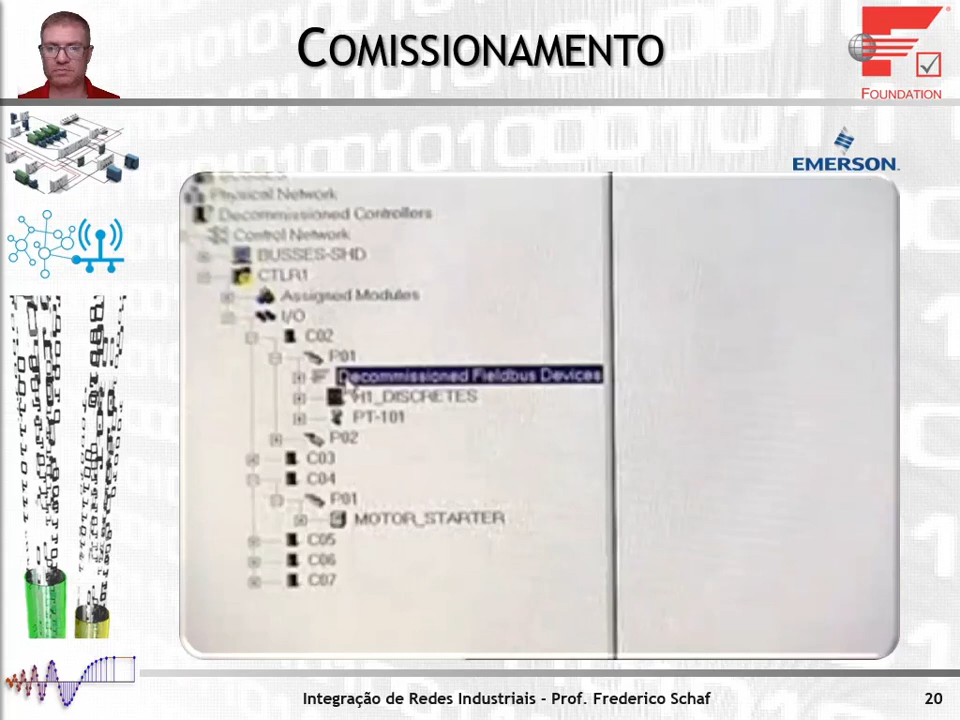 COMISSIONAMENTO
FOUNDATION
EMERSON.
BUSSES
Physical Network
Decommissioned Controllers
Control Network
BUSSES-SHD
CTLR1
Assigned Modules
I/O
C02
P01
Decommissioned Fieldbus Devices
H1_DISCRETES
PT-101
P02
C03
C04
P01
MOTOR_STARTER
C05
C06
C07
Integração de Redes Industriais - Prof. Frederico Schaf
20